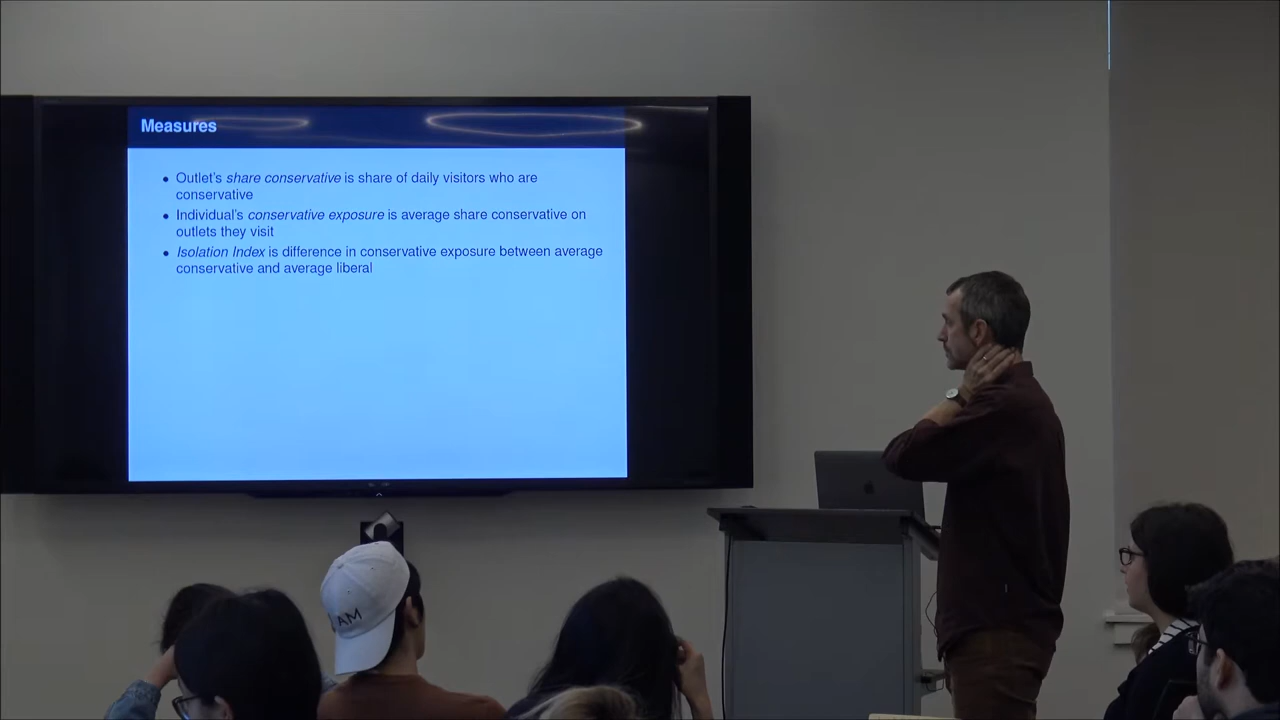 Measures
• Outlet's share conservative is share of daily visitors who are
conservative
• Individual's conservative exposure is average share conservative on
outlets they visit
• Isolation Index is difference in conservative exposure between average
conservative and average liberal
AM